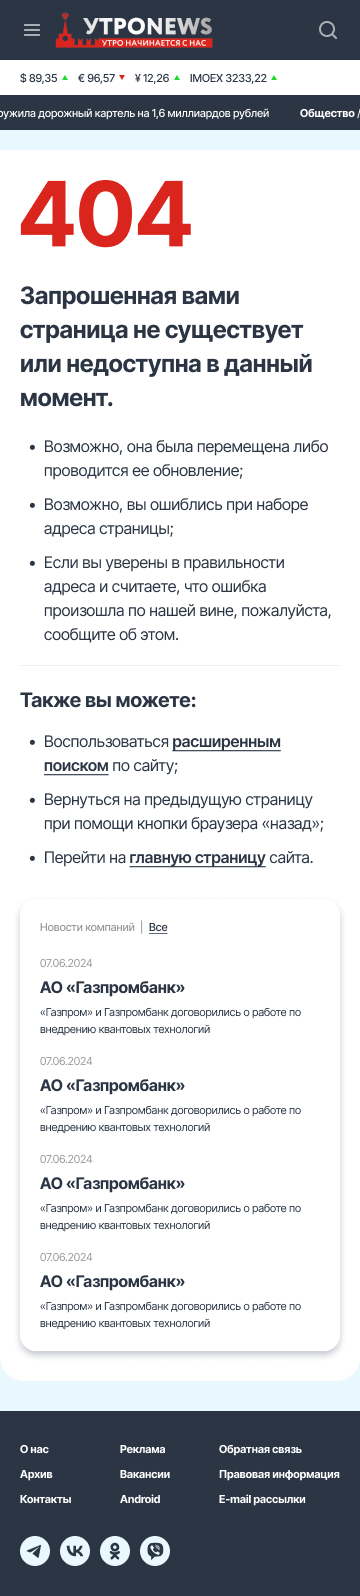 УТРОNEWS
УТРО НАЧИНАЕТСЯ С НАС
$ 89,35 € 96,57 ¥ 12,26 IMOEX 3233,22
дорожный картель на 1,6 миллиардов рублей Общество /
404
Запрошенная вами
страница не существует
или недоступна в данный
момент.
• Возможно, она была перемещена либо
проводится ее обновление;
• Возможно, вы ошиблись при наборе
адреса страницы;
• Если вы уверены в правильности
адреса и считаете, что ошибка
произошла по нашей вине, пожалуйста,
сообщите об этом.
Также вы можете:
• Воспользоваться расширенным
поиском по сайту;
• Вернуться на предыдущую страницу
при помощи кнопки браузера «назад»;
• Перейти на главную страницу сайта.
Новости компаний | Все
07.06.2024
АО «Газпромбанк»
«Газпром» и Газпромбанк договорились о работе по
внедрению квантовых технологий
07.06.2024
АО «Газпромбанк»
«Газпром» и Газпромбанк договорились о работе по
внедрению квантовых технологий
07.06.2024
АО «Газпромбанк»
«Газпром» и Газпромбанк договорились о работе по
внедрению квантовых технологий
07.06.2024
АО «Газпромбанк»
«Газпром» и Газпромбанк договорились о работе по
внедрению квантовых технологий
О нас Реклама Обратная связь
Архив Вакансии Правовая информация
Контакты Android E-mail рассылки